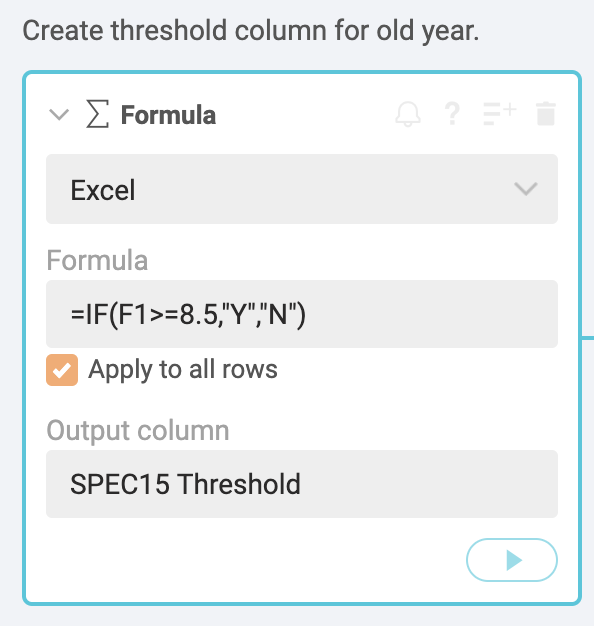 Create threshold column for old year.
Formula
?
Excel
Formula
=IF(F1>=8.5,"Y","N")
Apply to all rows
Output column
SPEC15 Threshold